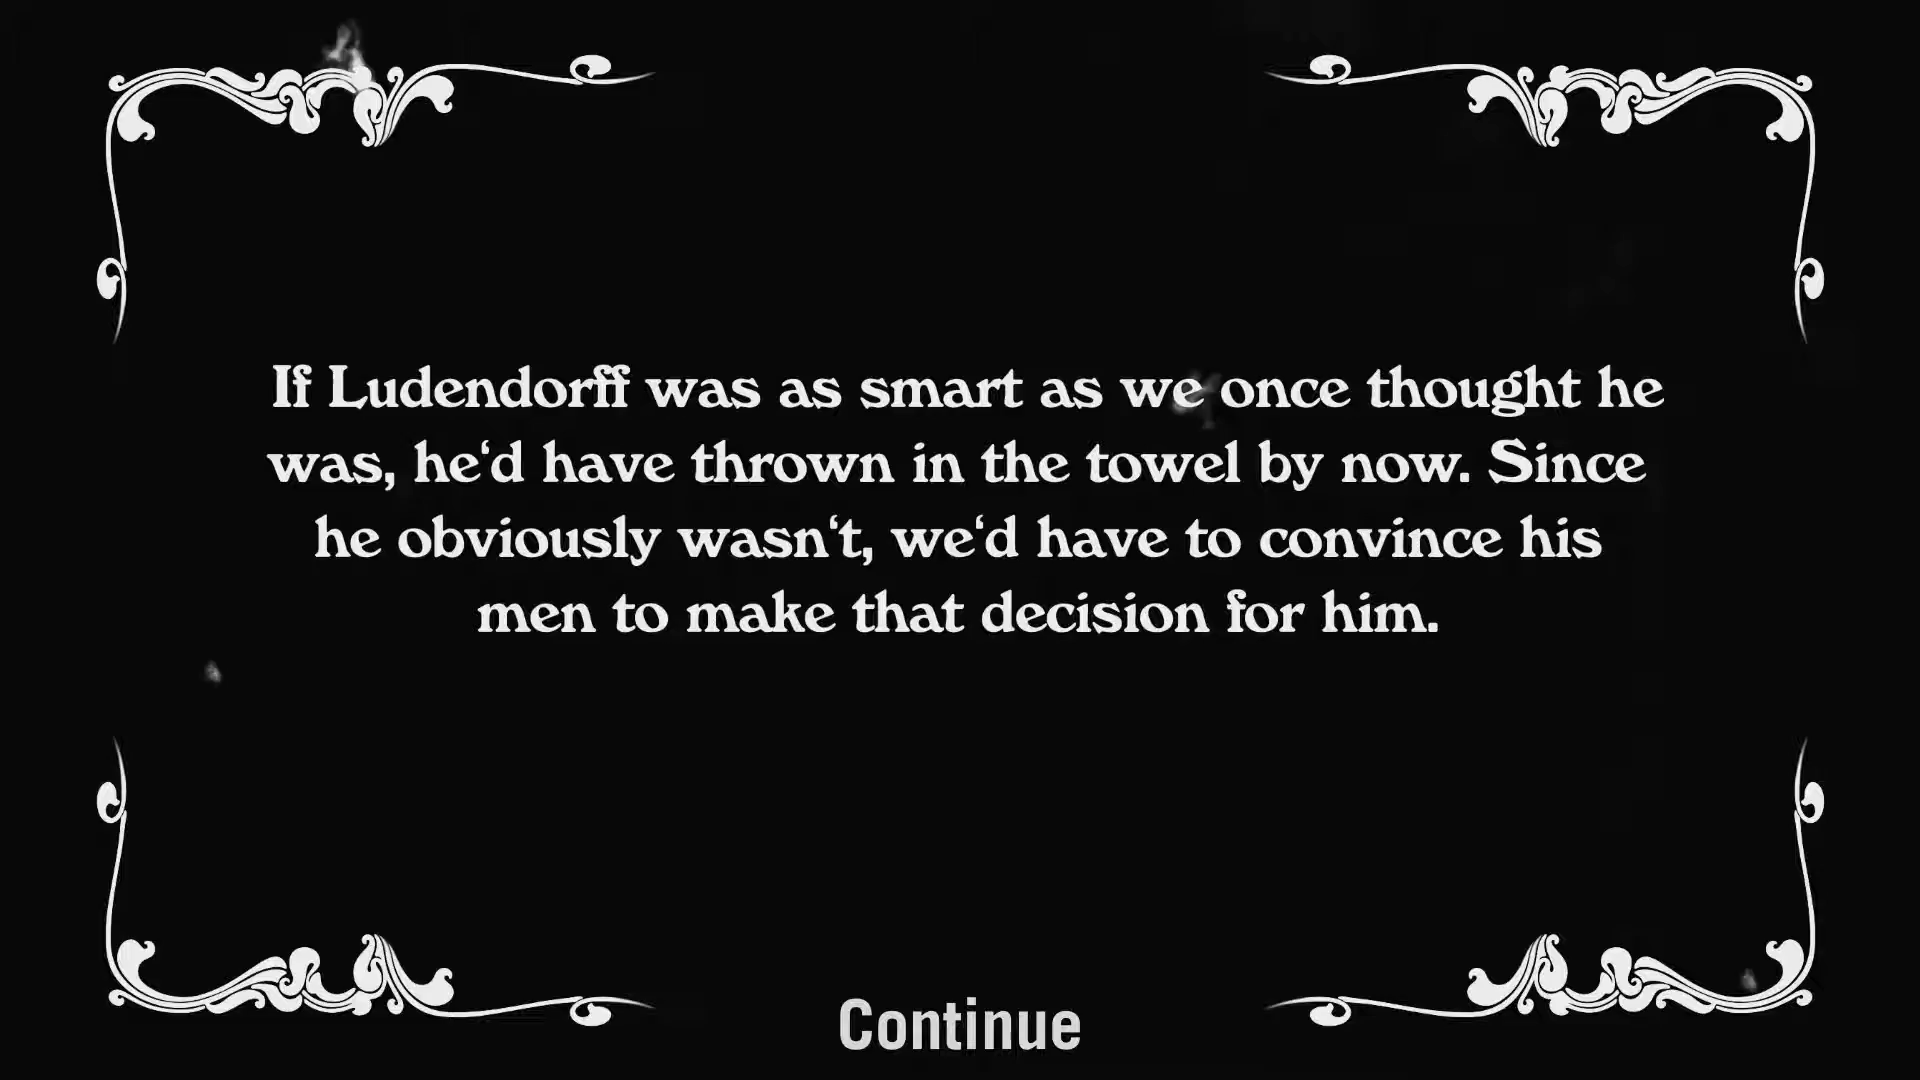 If Ludendorff was as smart as we once thought he
was, he‘d have thrown in the towel by now. Since
he obviously wasn‘t, we‘d have to convince his
men to make that decision for him.
Continue